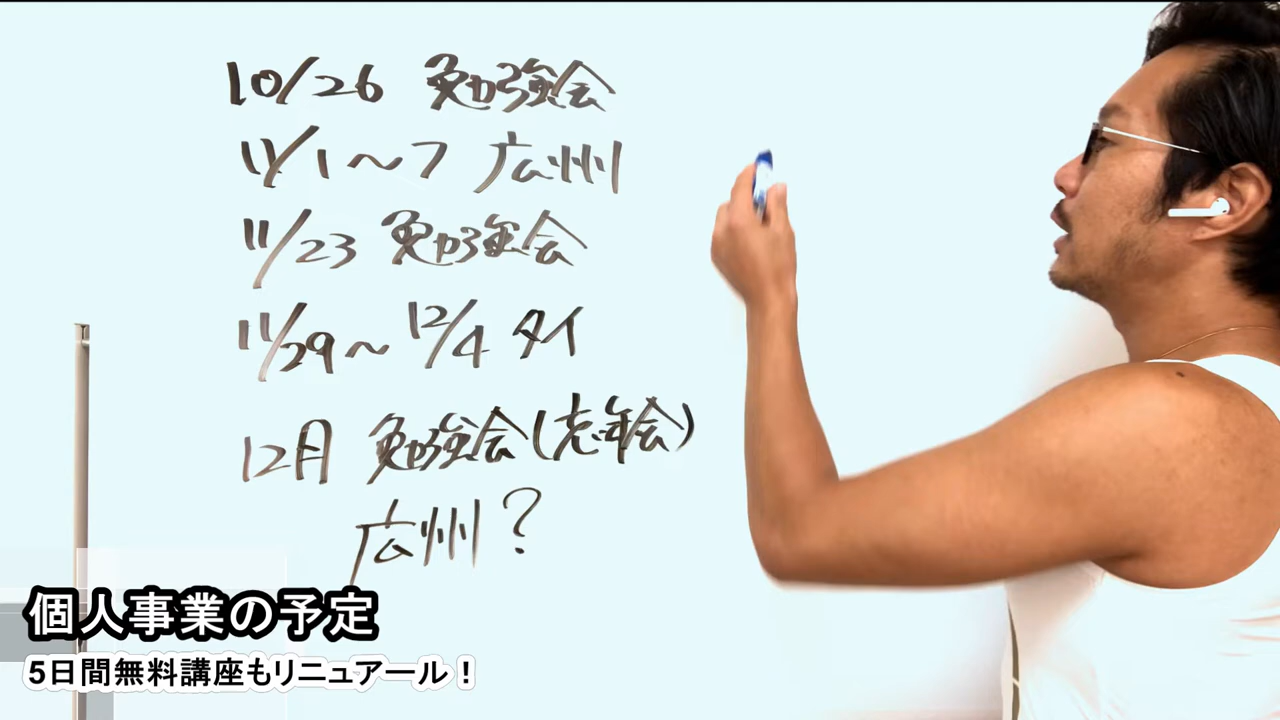 10/26 勉強会
11/1～7 広州
11/23 勉強会
11/29～12/4 タイ
12月 勉強会(忘年会)
広州?
個人事業の予定
5日間無料講座もリニュアール！